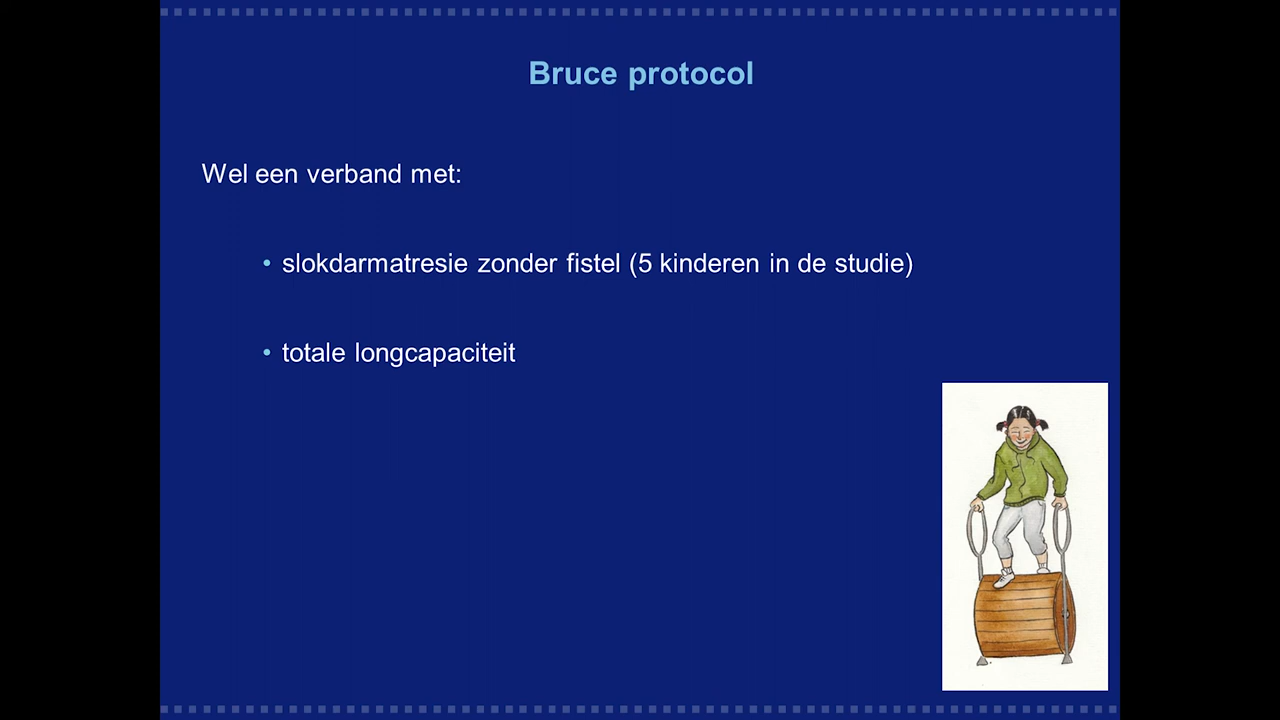 Bruce protocol
Wel een verband met:
• slokdarmatresie zonder fistel (5 kinderen in de studie)
• totale longcapaciteit